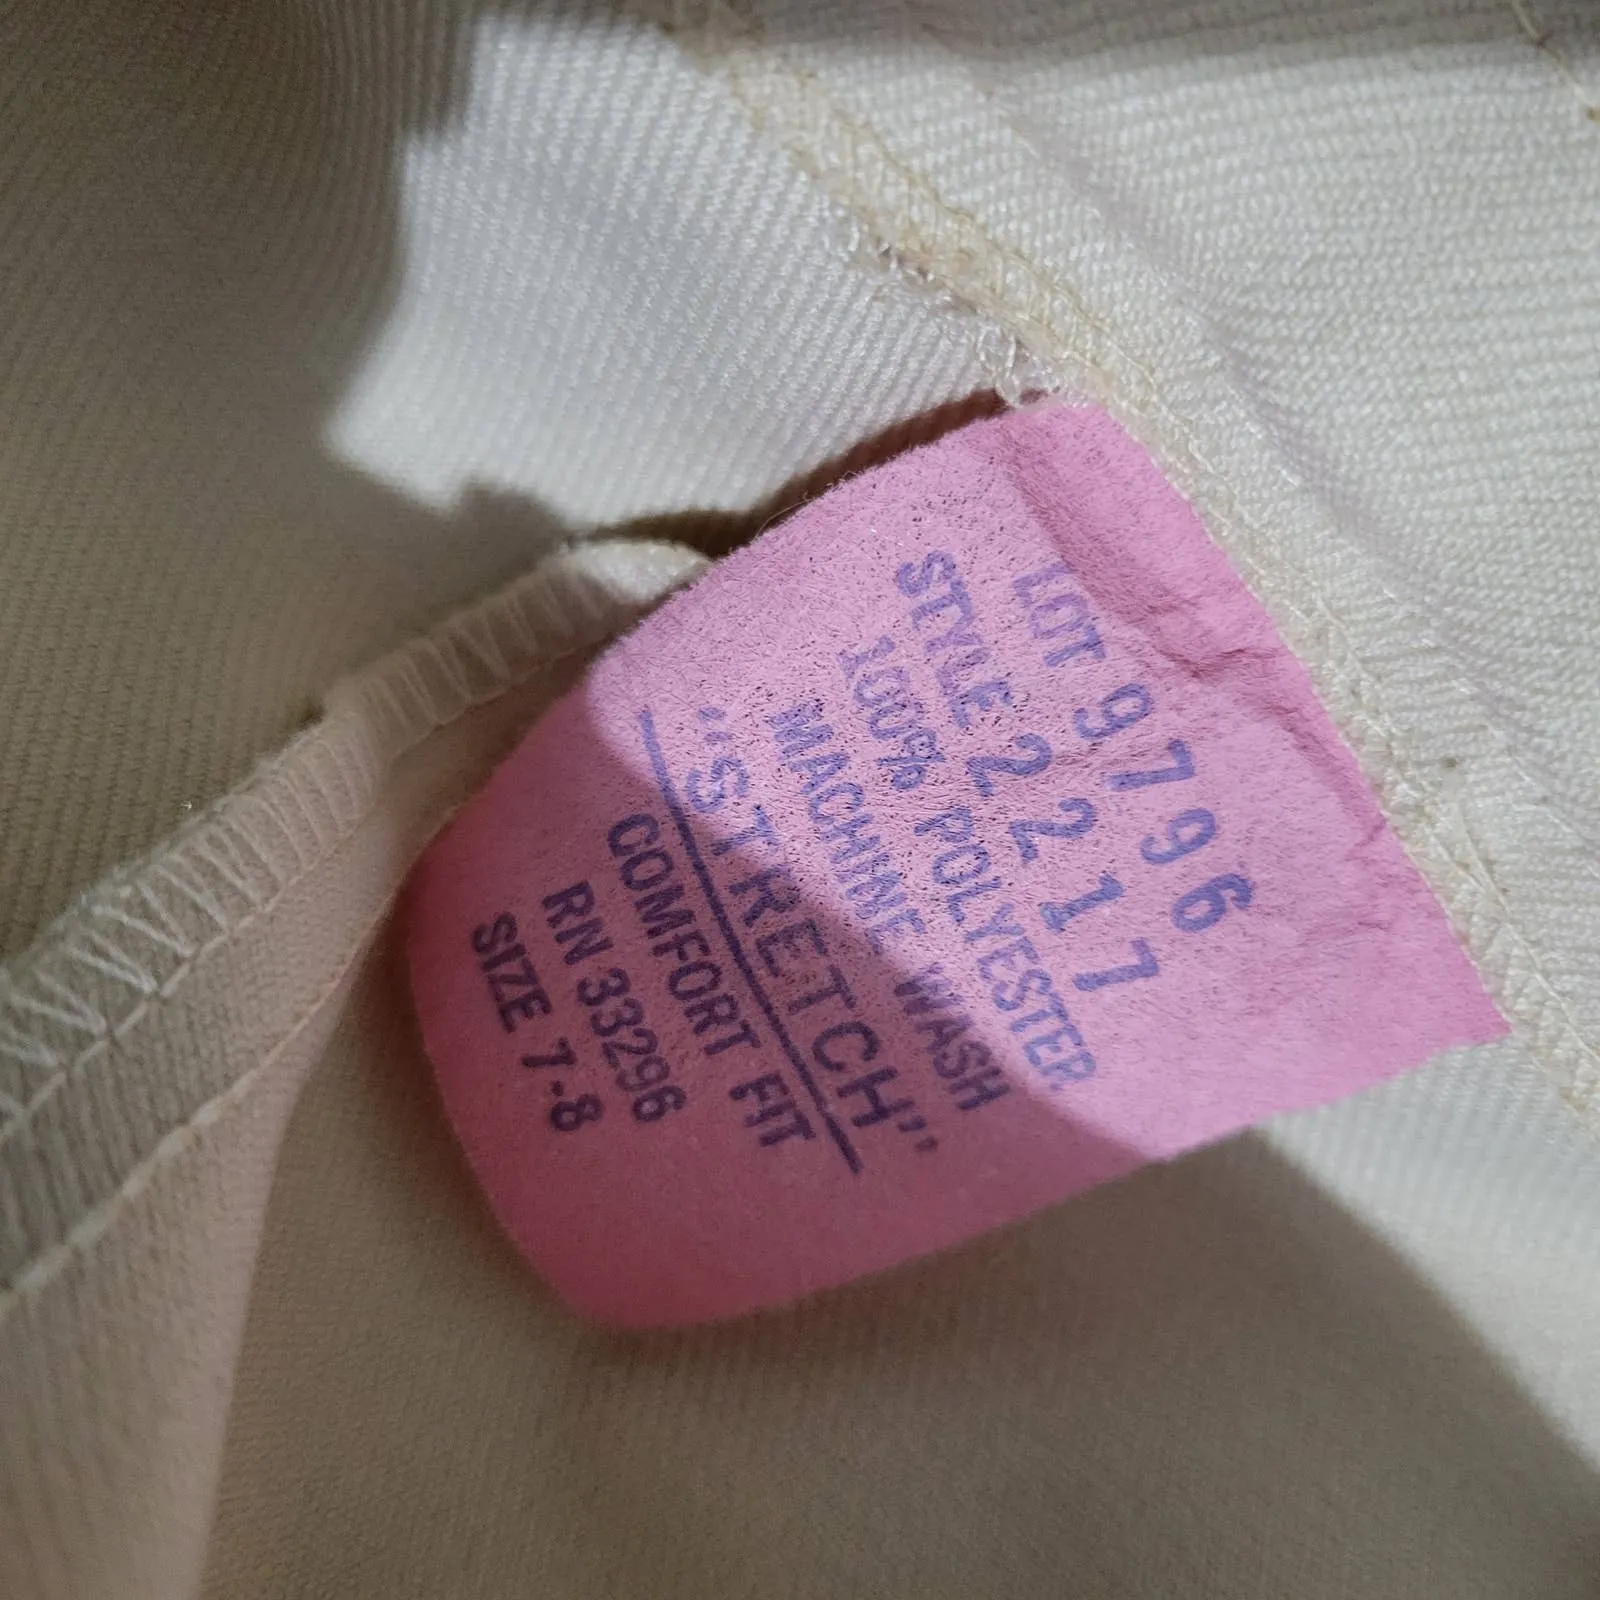 LOT 9796
STYLE 2217
100% POLYESTER
MACHINE WASH
"STRETCH"
COMFORT FIT
RN 33296
SIZE 7-8